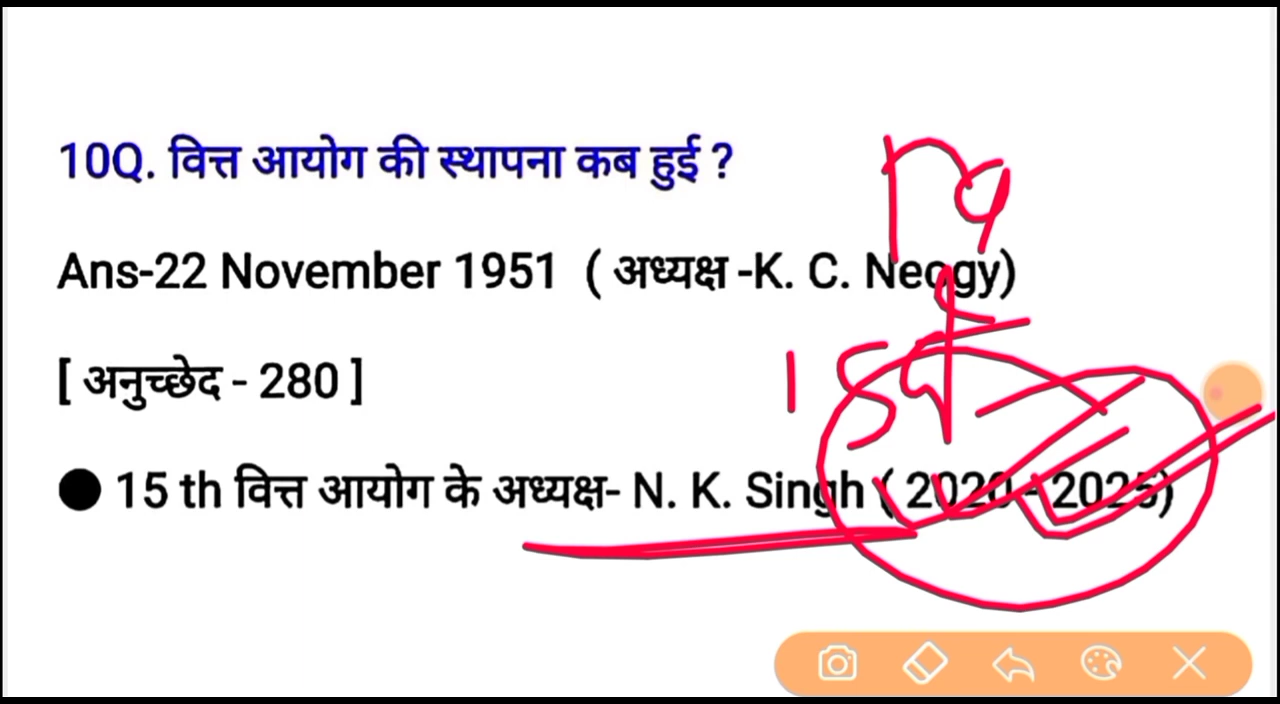 10Q. वित्त आयोग की स्थापना कब हुई ?
Ans-22 November 1951 ( अध्यक्ष -K. C. Neogy)
[ अनुच्छेद - 280 ]
● 15 th वित्त आयोग के अध्यक्ष- N. K. Singh ( 2020 - 2025)